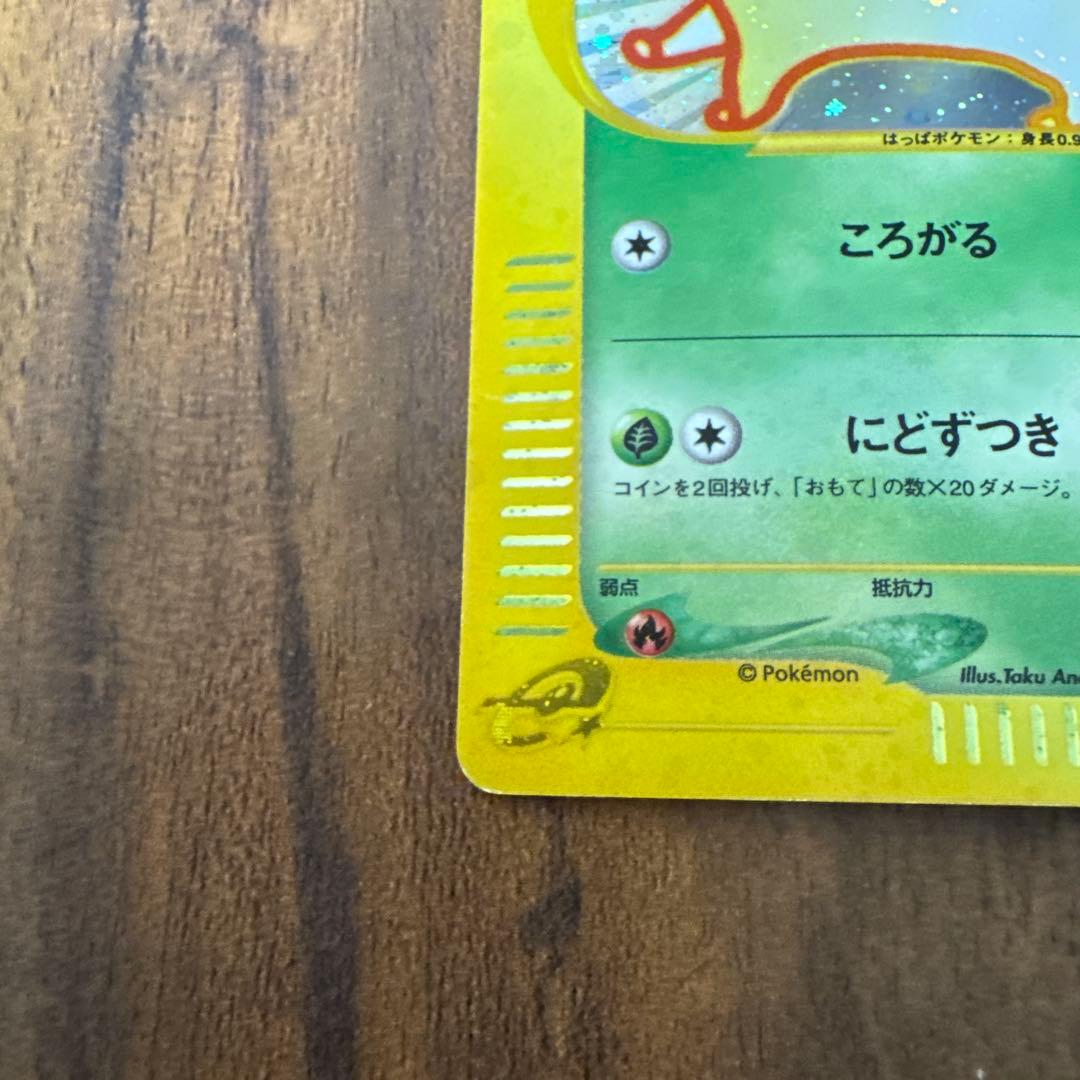 はっぱポケモン：身長0.9
ころがる
にどずつき
コインを2回投げ、「おもて」の数×20ダメージ。
弱点
抵抗力
© Pokémon
Illus.Taku